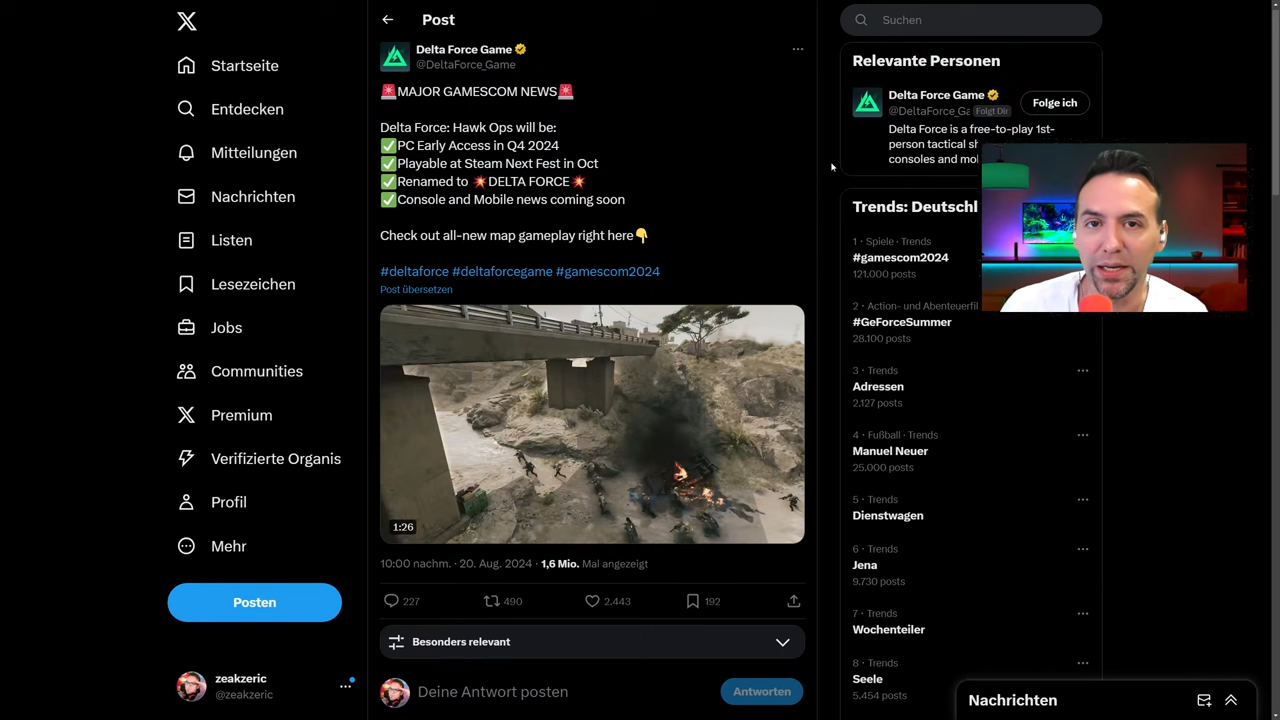 Startseite
Entdecken
Mitteilungen
Nachrichten
Listen
Lesezeichen
Jobs
Communities
Premium
Verifizierte Organis
Profil
Mehr
Posten
zeakzeric
@zeakzeric
Post
Delta Force Game
@DeltaForce_Game
🚨MAJOR GAMESCOM NEWS🚨
Delta Force: Hawk Ops will be:
✅PC Early Access in Q4 2024
✅Playable at Steam Next Fest in Oct
✅Renamed to 💥DELTA FORCE💥
✅Console and Mobile news coming soon
Check out all-new map gameplay right here👇
#deltaforce #deltaforcegame #gamescom2024
Post übersetzen
1:26
10:00 nachm. · 20. Aug. 2024 · 1,6 Mio. Mal angezeigt
227 490 2.443 192
Besonders relevant
Deine Antwort posten
Antworten
Suchen
Relevante Personen
Delta Force Game
@DeltaForce_Ga Folgt Dir
Folge ich
Delta Force is a free-to-play 1st-
person tactical sh
consoles and mol
Trends: Deutschl
1 · Spiele · Trends
#gamescom2024
121.000 posts
2 · Action- und Abenteuerfil
#GeForceSummer
28.100 posts
3 · Trends
Adressen
2.127 posts
4 · Fußball · Trends
Manuel Neuer
25.000 posts
5 · Trends
Dienstwagen
6 · Trends
Jena
9.730 posts
7 · Trends
Wochenteiler
8 · Trends
Seele
5.454 posts
Nachrichten